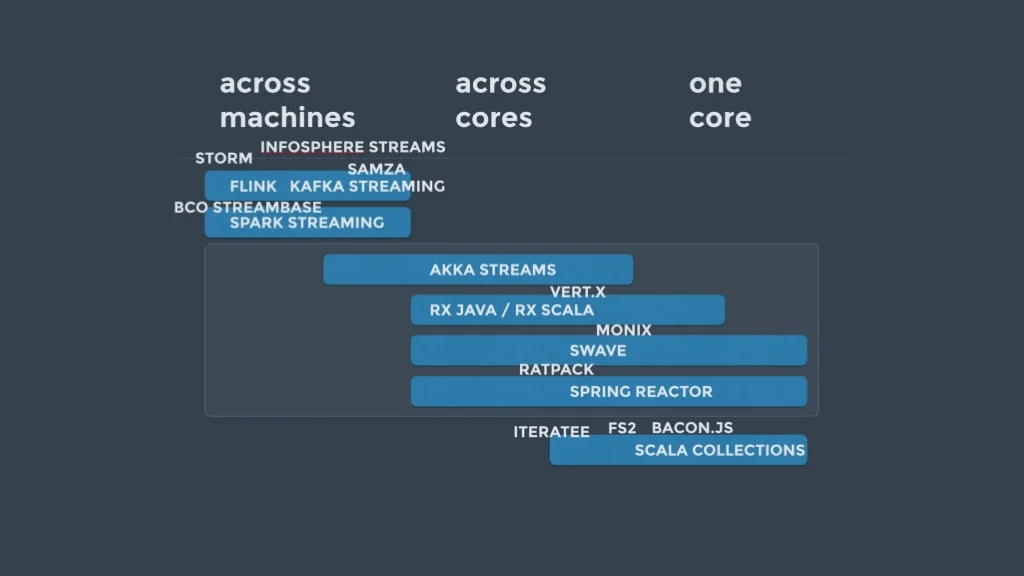 across machines
across cores
one core
INFOSPHERE STREAMS
STORM
SAMZA
FLINK KAFKA STREAMING
BCO STREAMBASE
SPARK STREAMING
AKKA STREAMS
VERT.X
RX JAVA / RX SCALA
MONIX
SWAVE
RATPACK
SPRING REACTOR
ITERATEE FS2 BACON.JS
SCALA COLLECTIONS